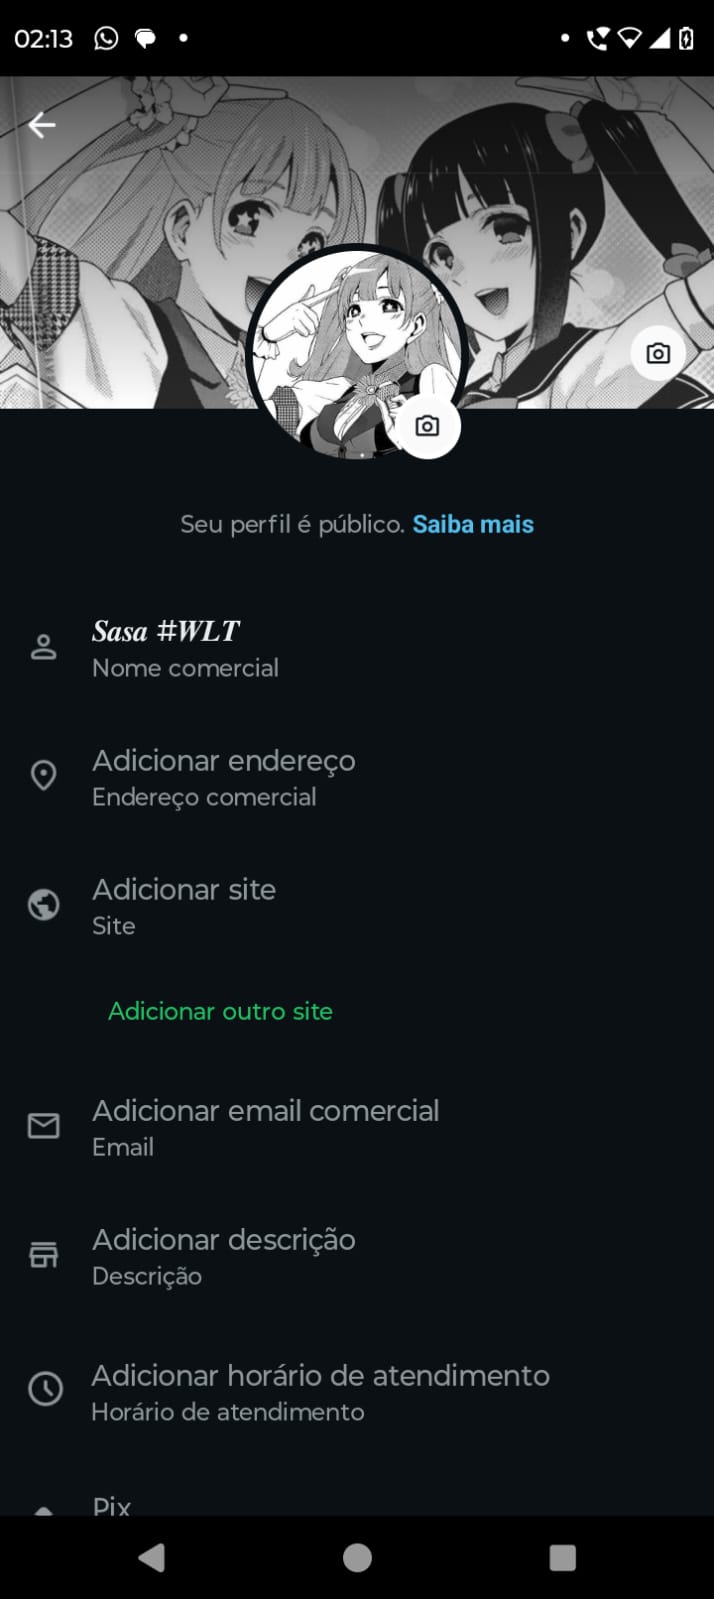 02:13
Seu perfil é público. Saiba mais
Sasa #WLT
Nome comercial
Adicionar endereço
Endereço comercial
Adicionar site
Site
Adicionar outro site
Adicionar email comercial
Email
Adicionar descrição
Descrição
Adicionar horário de atendimento
Horário de atendimento
Pix